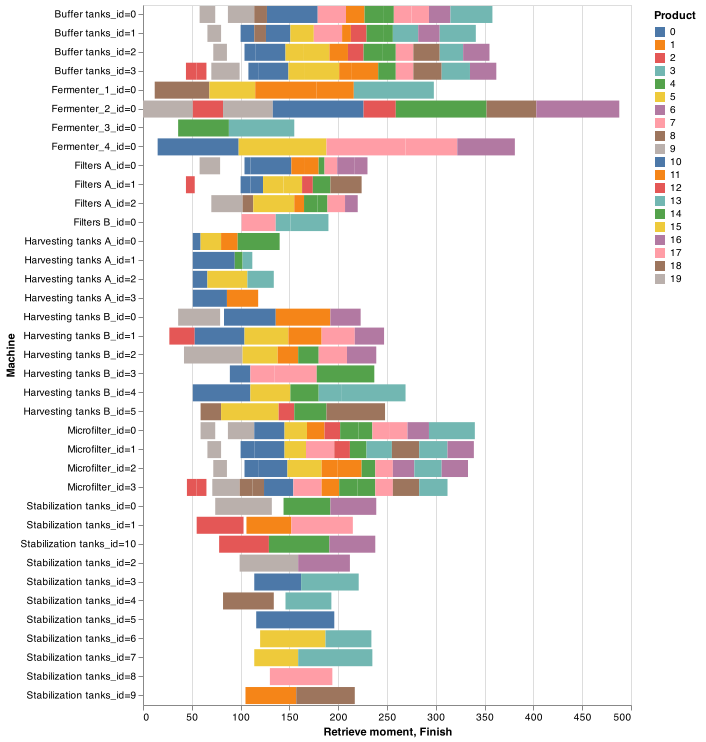 Product
Buffer tanks_id=0
0
Buffer tanks_id=1
1
Buffer tanks_id=2
2
Buffer tanks_id=3
3
Fermenter_1_id=0
4
Fermenter_2_id=0
5
Fermenter_3_id=0
6
Fermenter_4_id=0
7
Filters A_id=0
8
Filters A_id=1
9
Filters A_id=2
10
Filters B_id=0
11
Harvesting tanks A_id=0
12
Harvesting tanks A_id=1
13
Harvesting tanks A_id=2
14
Harvesting tanks A_id=3
15
Harvesting tanks B_id=0
16
Harvesting tanks B_id=1
17
Harvesting tanks B_id=2
18
Harvesting tanks B_id=3
19
Harvesting tanks B_id=4
Harvesting tanks B_id=5
Microfilter_id=0
Microfilter_id=1
Microfilter_id=2
Microfilter_id=3
Stabilization tanks_id=0
Stabilization tanks_id=1
Stabilization tanks_id=10
Stabilization tanks_id=2
Stabilization tanks_id=3
Stabilization tanks_id=4
Stabilization tanks_id=5
Stabilization tanks_id=6
Stabilization tanks_id=7
Stabilization tanks_id=8
Stabilization tanks_id=9
Machine
0 50 100 150 200 250 300 350 400 450 500
Retrieve moment, Finish